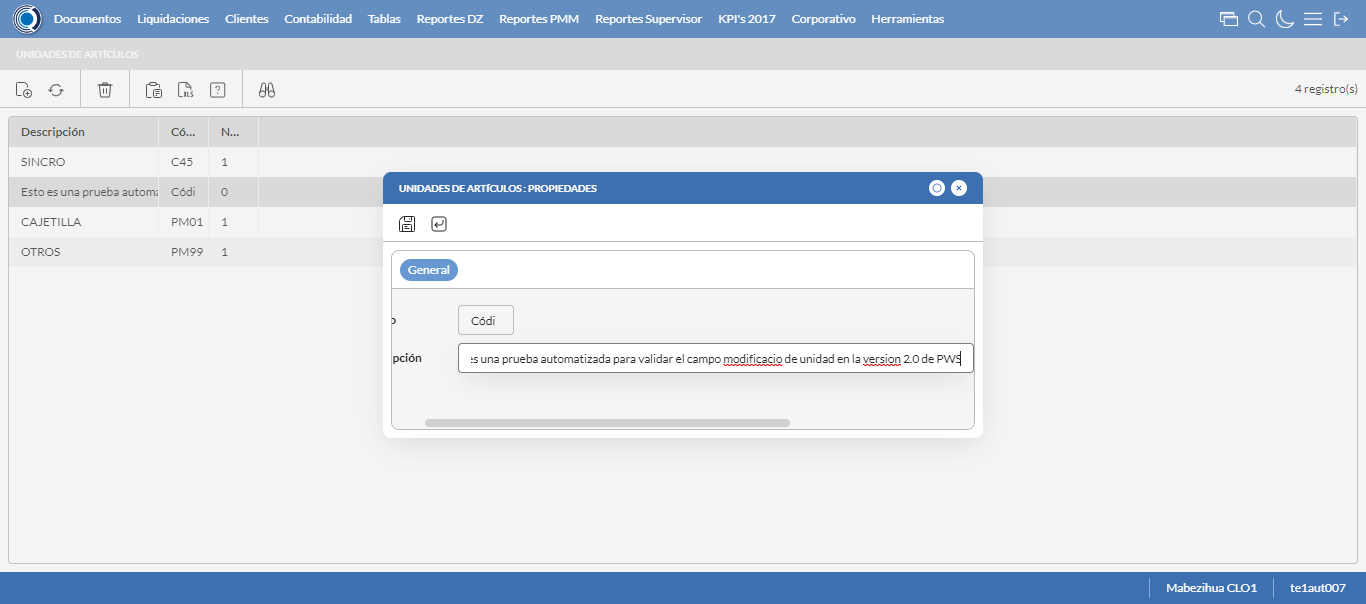 Documentos Liquidaciones Clientes Contabilidad Tablas Reportes DZ Reportes PMM Reportes Supervisor KPI's 2017 Corporativo Herramientas
UNIDADES DE ARTÍCULOS
XLS ? 4 registro(s)
Descripción Có... N...
SINCRO C45 1
Esto es una prueba automa Códi 0
CAJETILLA PM01 1
OTROS PM99 1
UNIDADES DE ARTÍCULOS : PROPIEDADES
General
o Códi
pción es una prueba automatizada para validar el campo modificacio de unidad en la version 2.0 de PWS
Mabezihua CLO1 te1aut007